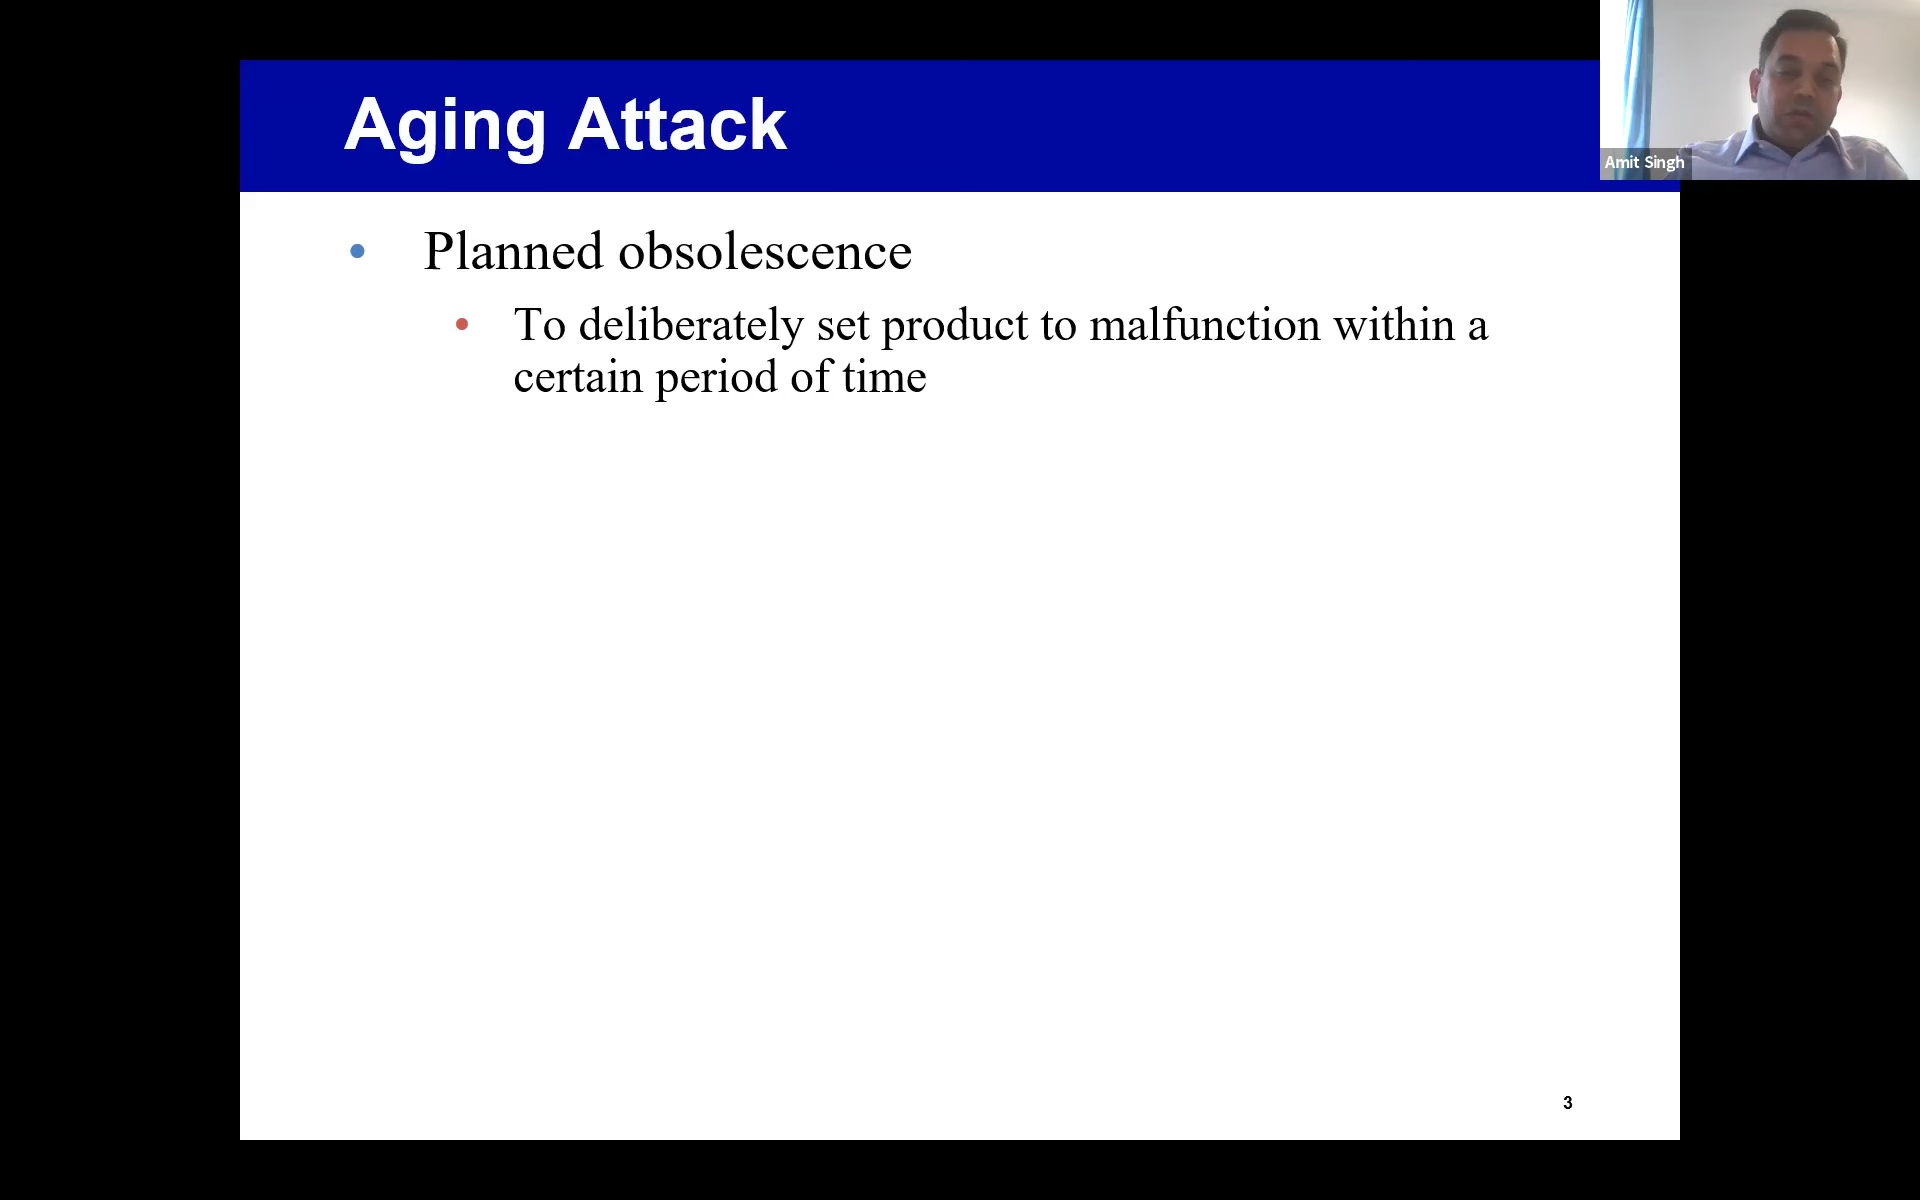 Aging Attack
Amit Singh
• Planned obsolescence
• To deliberately set product to malfunction within a
certain period of time
3